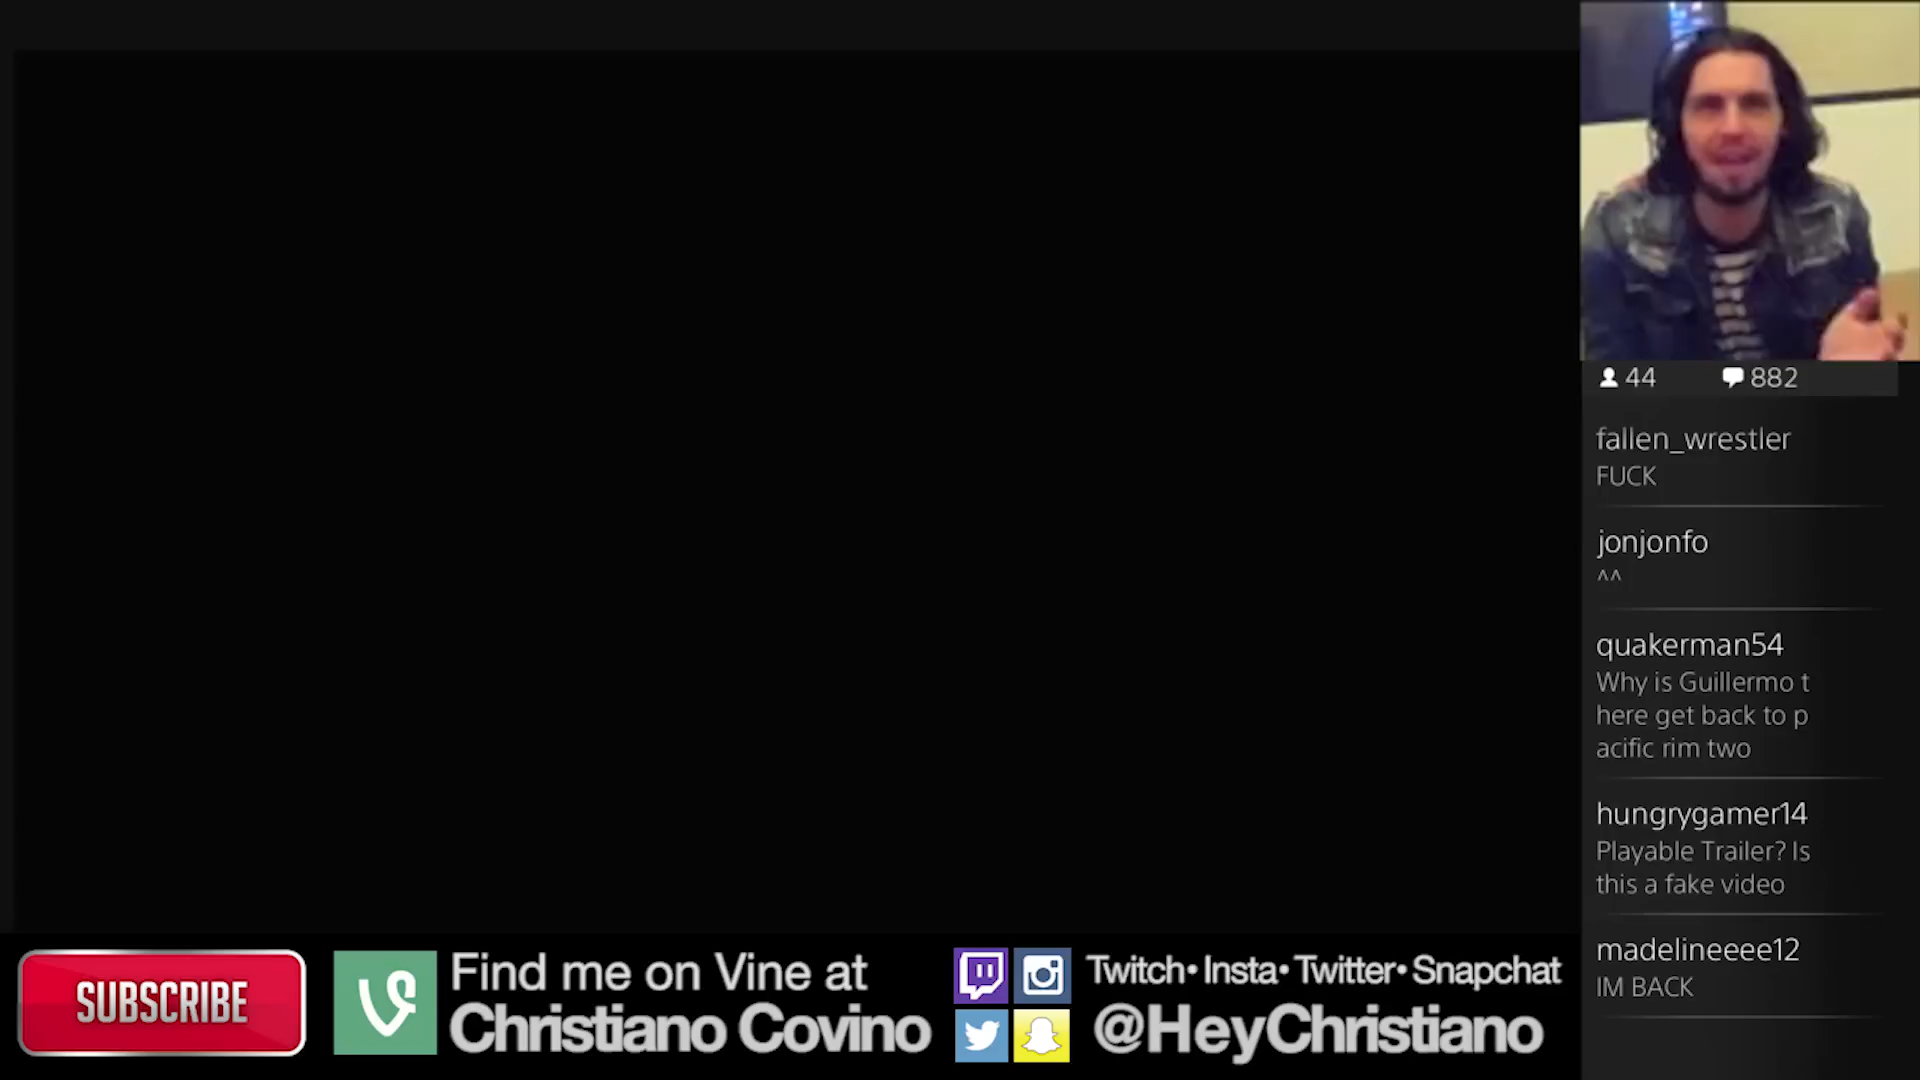 44 882
fallen_wrestler
FUCK
jonjonfo
^^
quakerman54
Why is Guillermo t
here get back to p
acific rim two
hungrygamer14
Playable Trailer? Is
this a fake video
madelineeee12
IM BACK
SUBSCRIBE
Find me on Vine at
Christiano Covino
Twitch• Insta• Twitter• Snapchat
@HeyChristiano